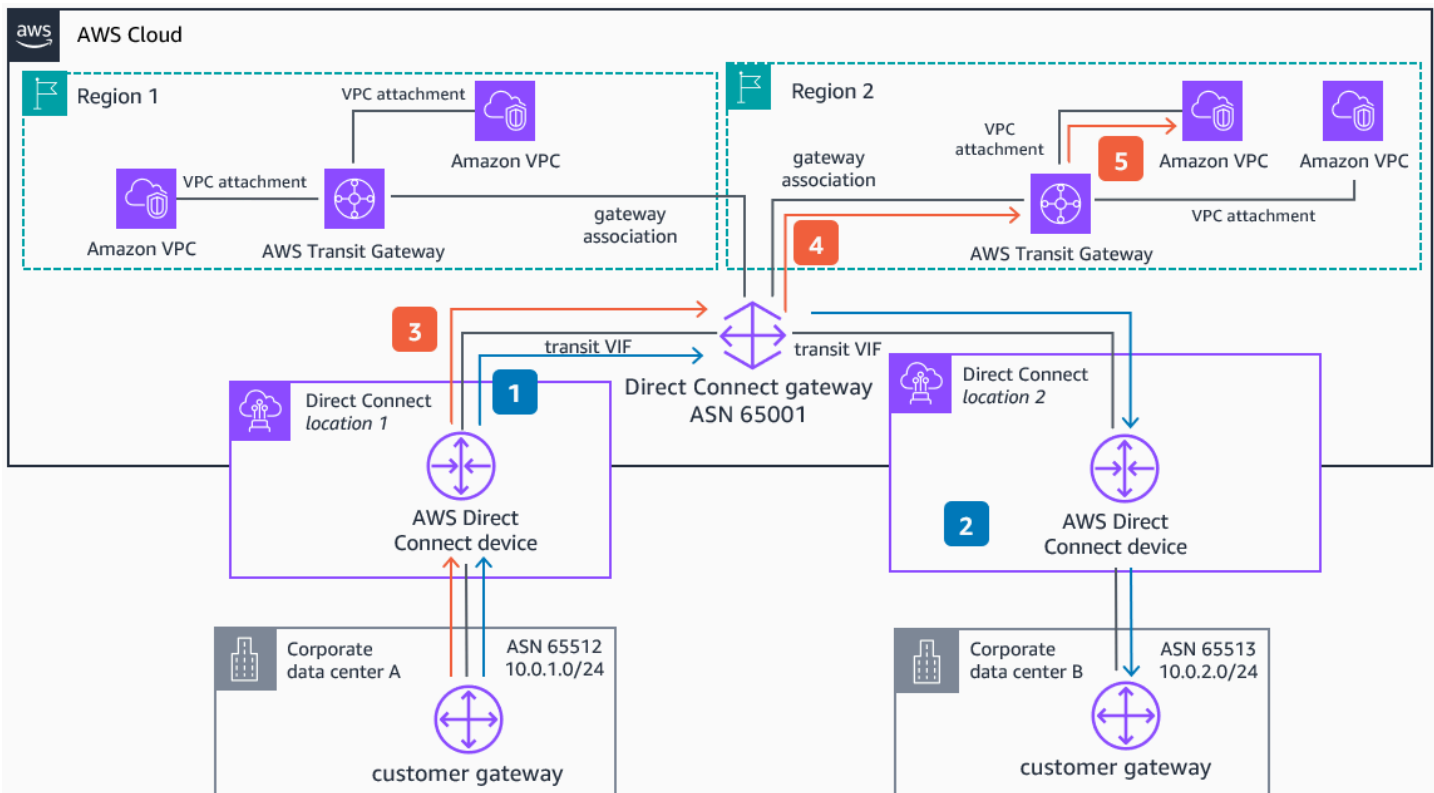 aws
AWS Cloud
Region 1
VPC attachment
Amazon VPC
VPC attachment
Amazon VPC
AWS Transit Gateway
gateway
association
Region 2
gateway
association
VPC
attachment
5
Amazon VPC
Amazon VPC
VPC attachment
4
AWS Transit Gateway
3
transit VIF
1
transit VIF
Direct Connect gateway
ASN 65001
Direct Connect
location 1
AWS Direct
Connect device
Direct Connect
location 2
2
AWS Direct
Connect device
Corporate
data center A
ASN 65512
10.0.1.0/24
customer gateway
Corporate
data center B
ASN 65513
10.0.2.0/24
customer gateway